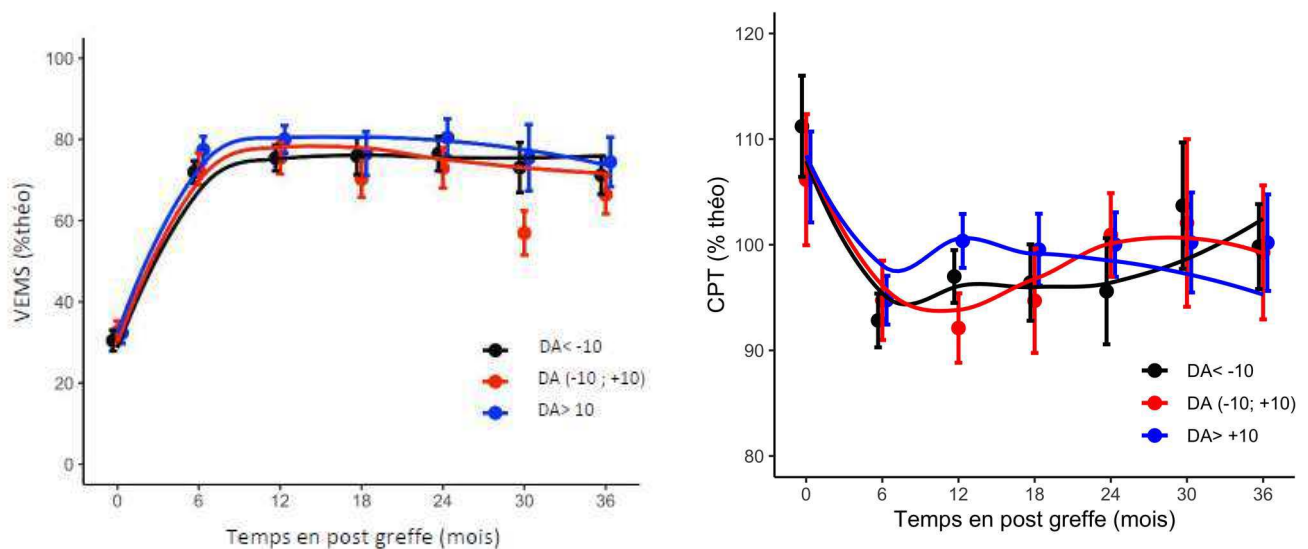 VEMS (%théo)
100
80
60
40
20
0
DA< -10
DA (-10 ; +10)
DA> 10
0 6 12 18 24 30 36
Temps en post greffe (mois)
CPT (% théo)
120
110
100
90
80
DA< -10
DA (-10; +10)
DA> +10
0 6 12 18 24 30 36
Temps en post greffe (mois)